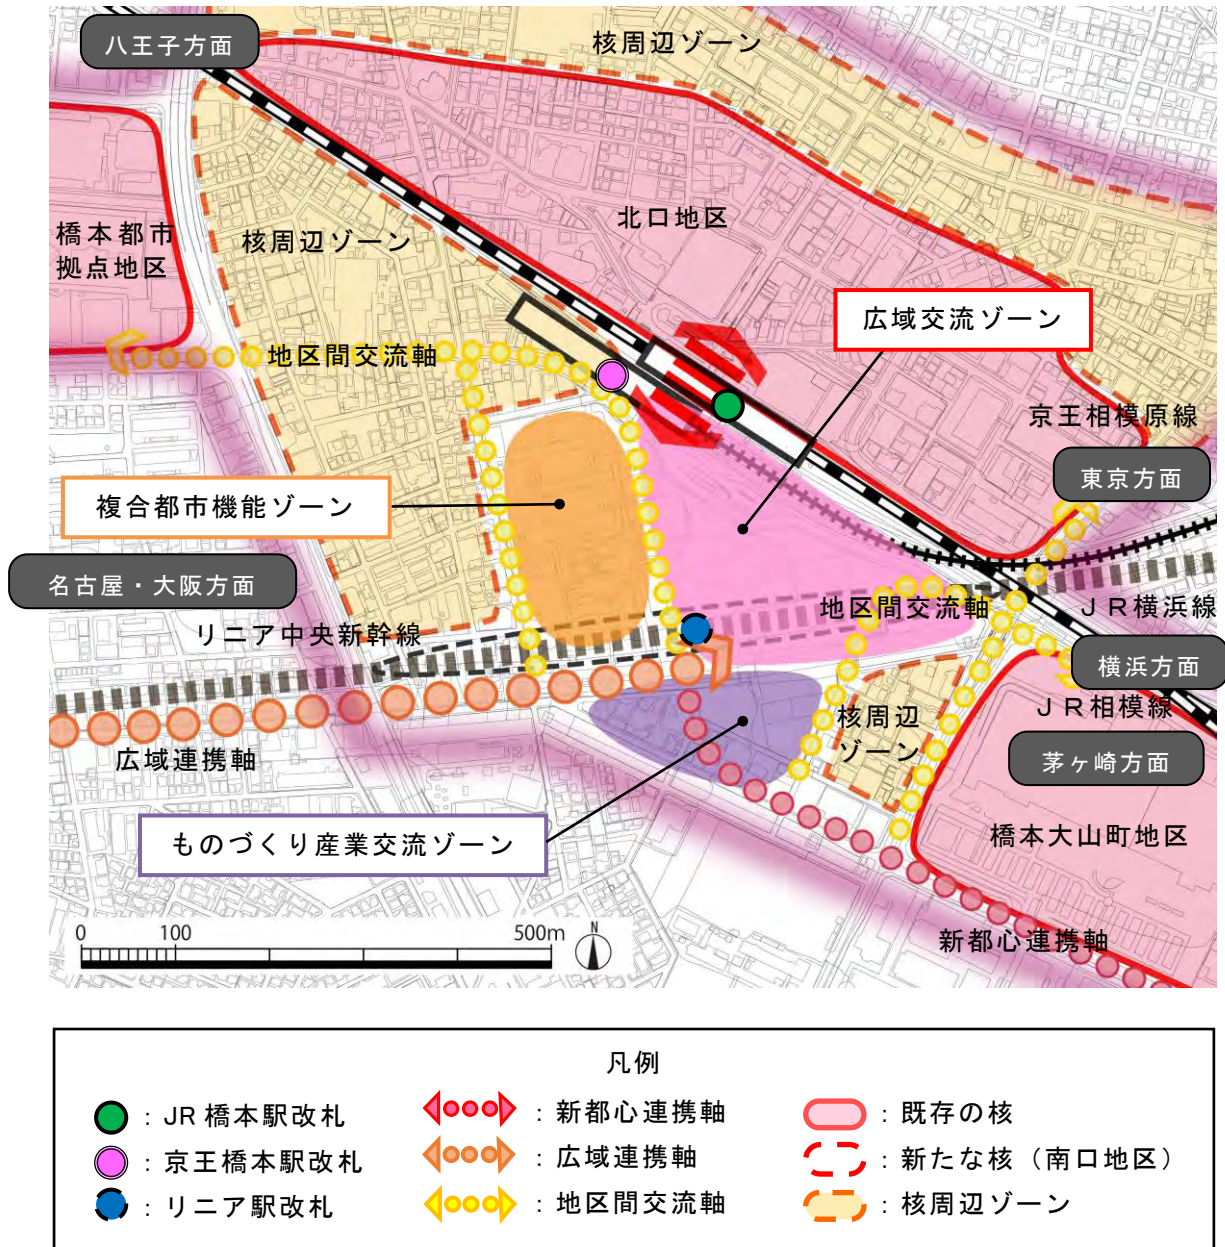 八王子方面
核周辺ゾーン
北口地区
橋本都市
拠点地区
核周辺ゾーン
広域交流ゾーン
地区間交流軸
京王相模原線
東京方面
複合都市機能ゾーン
名古屋・大阪方面
リニア中央新幹線
地区間交流軸
JR横浜線
横浜方面
JR相模線
核周辺
ゾーン
広域連携軸
茅ヶ崎方面
ものづくり産業交流ゾーン
橋本大山町地区
新都心連携軸
0 100 500m N
凡例
：JR橋本駅改札
：新都心連携軸
：既存の核
：京王橋本駅改札
：広域連携軸
：新たな核（南口地区）
：リニア駅改札
：地区間交流軸
：核周辺ゾーン